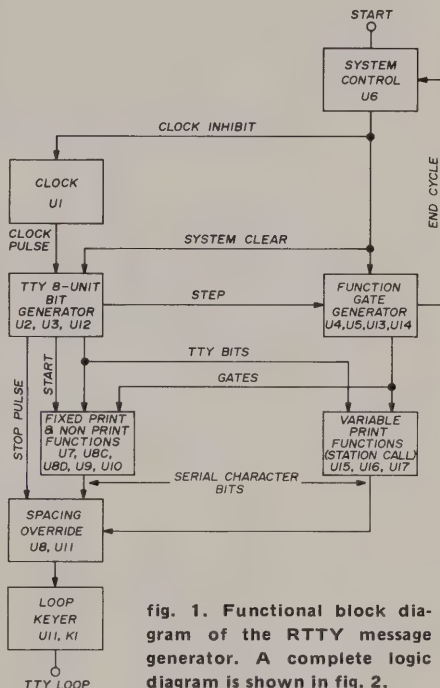 START
SYSTEM
CONTROL
U6
CLOCK INHIBIT
END CYCLE
CLOCK
U1
CLOCK
PULSE
SYSTEM CLEAR
TTY 8-UNIT
BIT
GENERATOR
U2, U3, U12
STEP
FUNCTION
GATE
GENERATOR
U4, U5, U13, U14
STOP PULSE
START
TTY BITS
GATES
FIXED PRINT
& NON PRINT
FUNCTIONS
U7, U8C,
U8D, U9, U10
VARIABLE
PRINT
FUNCTIONS
(STATION CALL)
U15, U16, U17
SERIAL CHARACTER
BITS
SPACING
OVERRIDE
U8, U11
LOOP
KEYER
U11, K1
TTY LOOP
fig. 1. Functional block dia-
gram of the RTTY message
generator. A complete logic
diagram is shown in fig. 2.